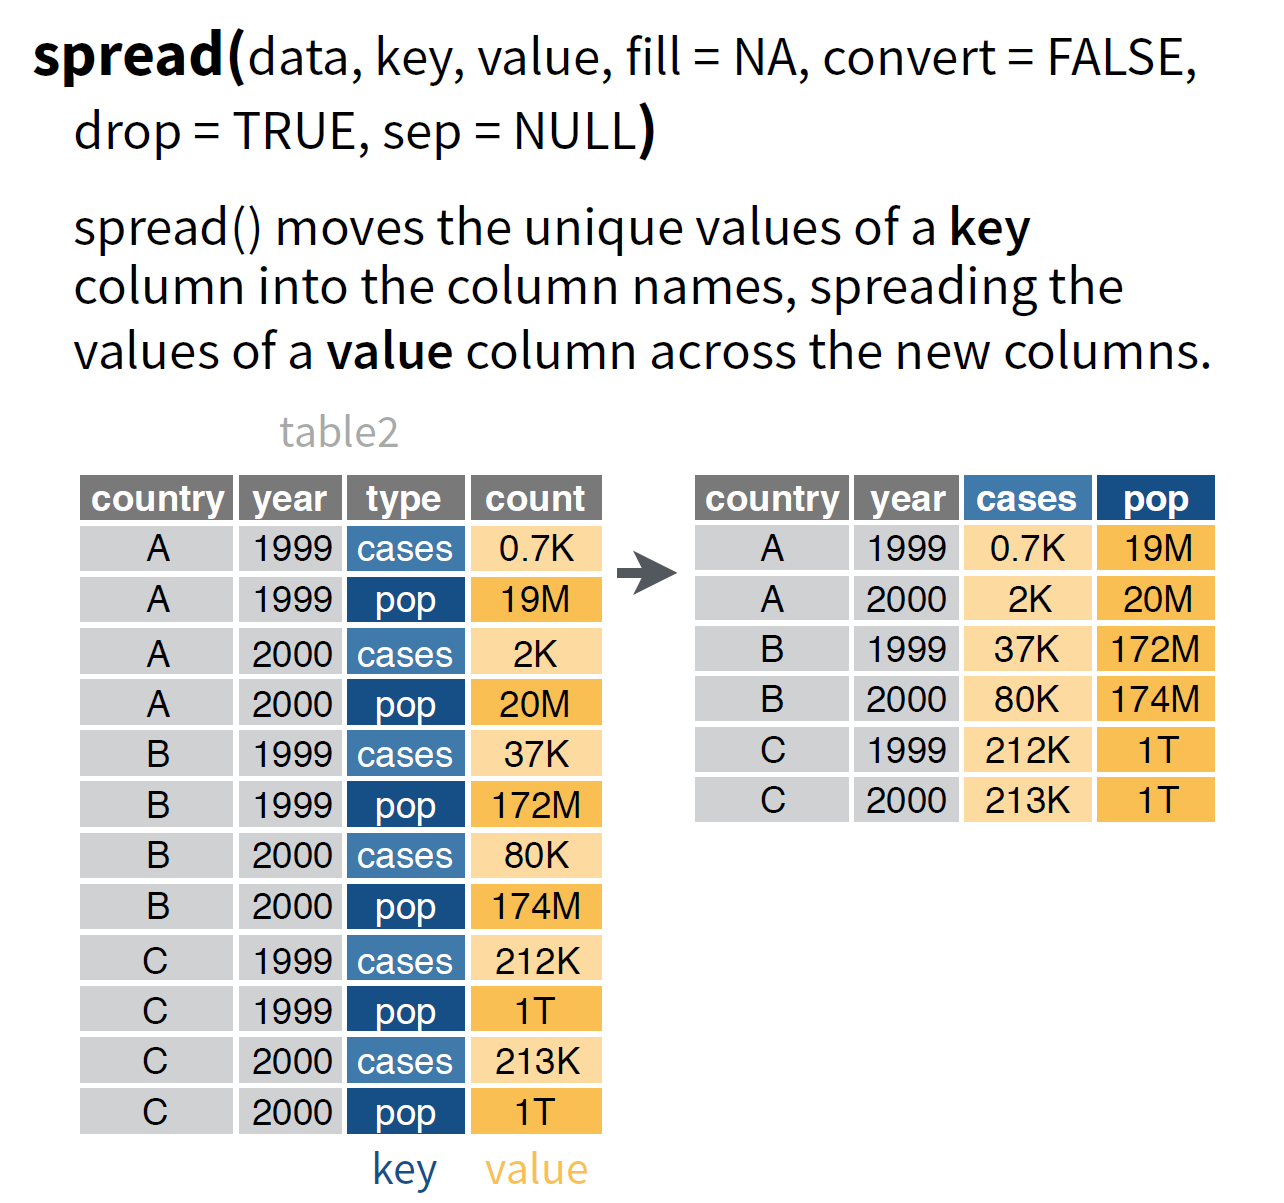 spread(data, key, value, fill = NA, convert = FALSE,
drop = TRUE, sep = NULL)
spread() moves the unique values of a key
column into the column names, spreading the
values of a value column across the new columns.
table2
country year type count
A 1999 cases 0.7K
A 1999 pop 19M
A 2000 cases 2K
A 2000 pop 20M
B 1999 cases 37K
B 1999 pop 172M
B 2000 cases 80K
B 2000 pop 174M
C 1999 cases 212K
C 1999 pop 1T
C 2000 cases 213K
C 2000 pop 1T
key value
country year cases pop
A 1999 0.7K 19M
A 2000 2K 20M
B 1999 37K 172M
B 2000 80K 174M
C 1999 212K 1T
C 2000 213K 1T